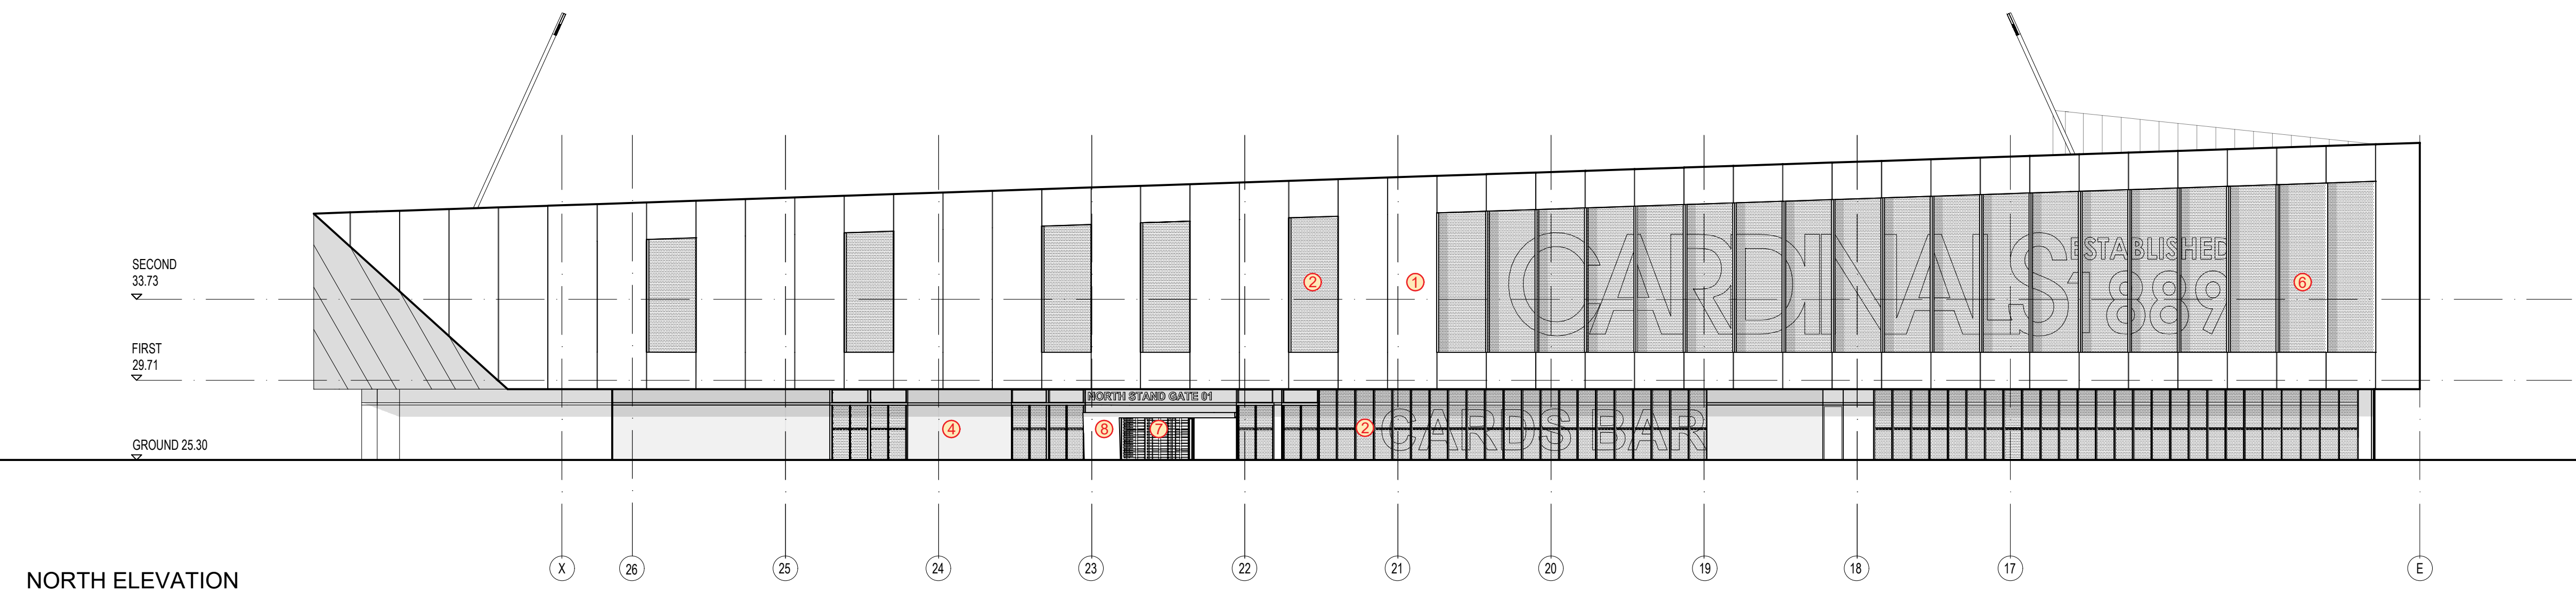 SECOND
33.73
FIRST
29.71
GROUND 25.30
CARDINALS
ESTABLISHED
1889
2
1
6
NORTH STAND GATE 01
4
8
7
2
CARDS BAR
X
26
25
24
23
22
21
20
19
18
17
E
NORTH ELEVATION